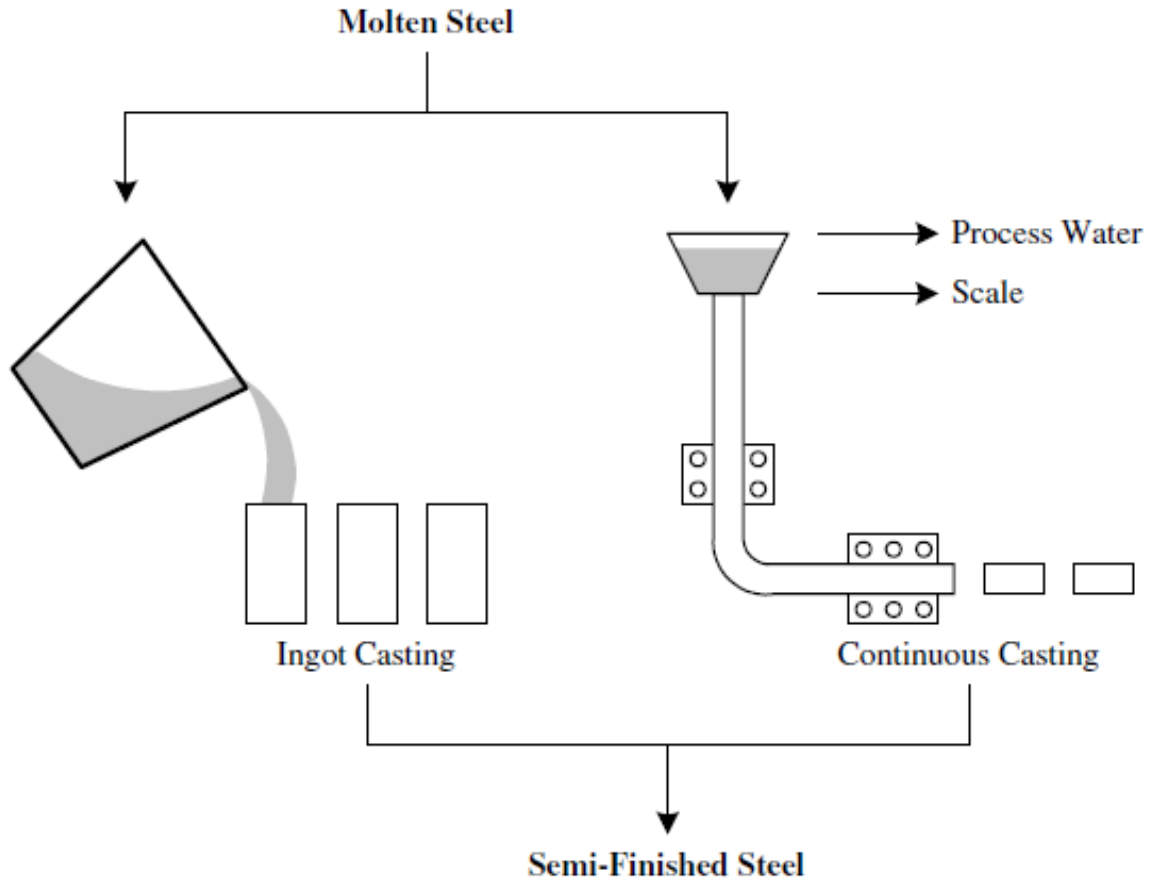 Molten Steel
Process Water
Scale
Ingot Casting
Continuous Casting
Semi-Finished Steel